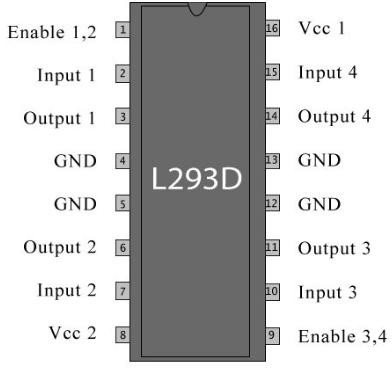 Enable 1,2 1
Input 1 2
Output 1 3
GND 4
GND 5
Output 2 6
Input 2 7
Vcc 2 8
L293D
16 Vcc 1
15 Input 4
14 Output 4
13 GND
12 GND
11 Output 3
10 Input 3
9 Enable 3,4